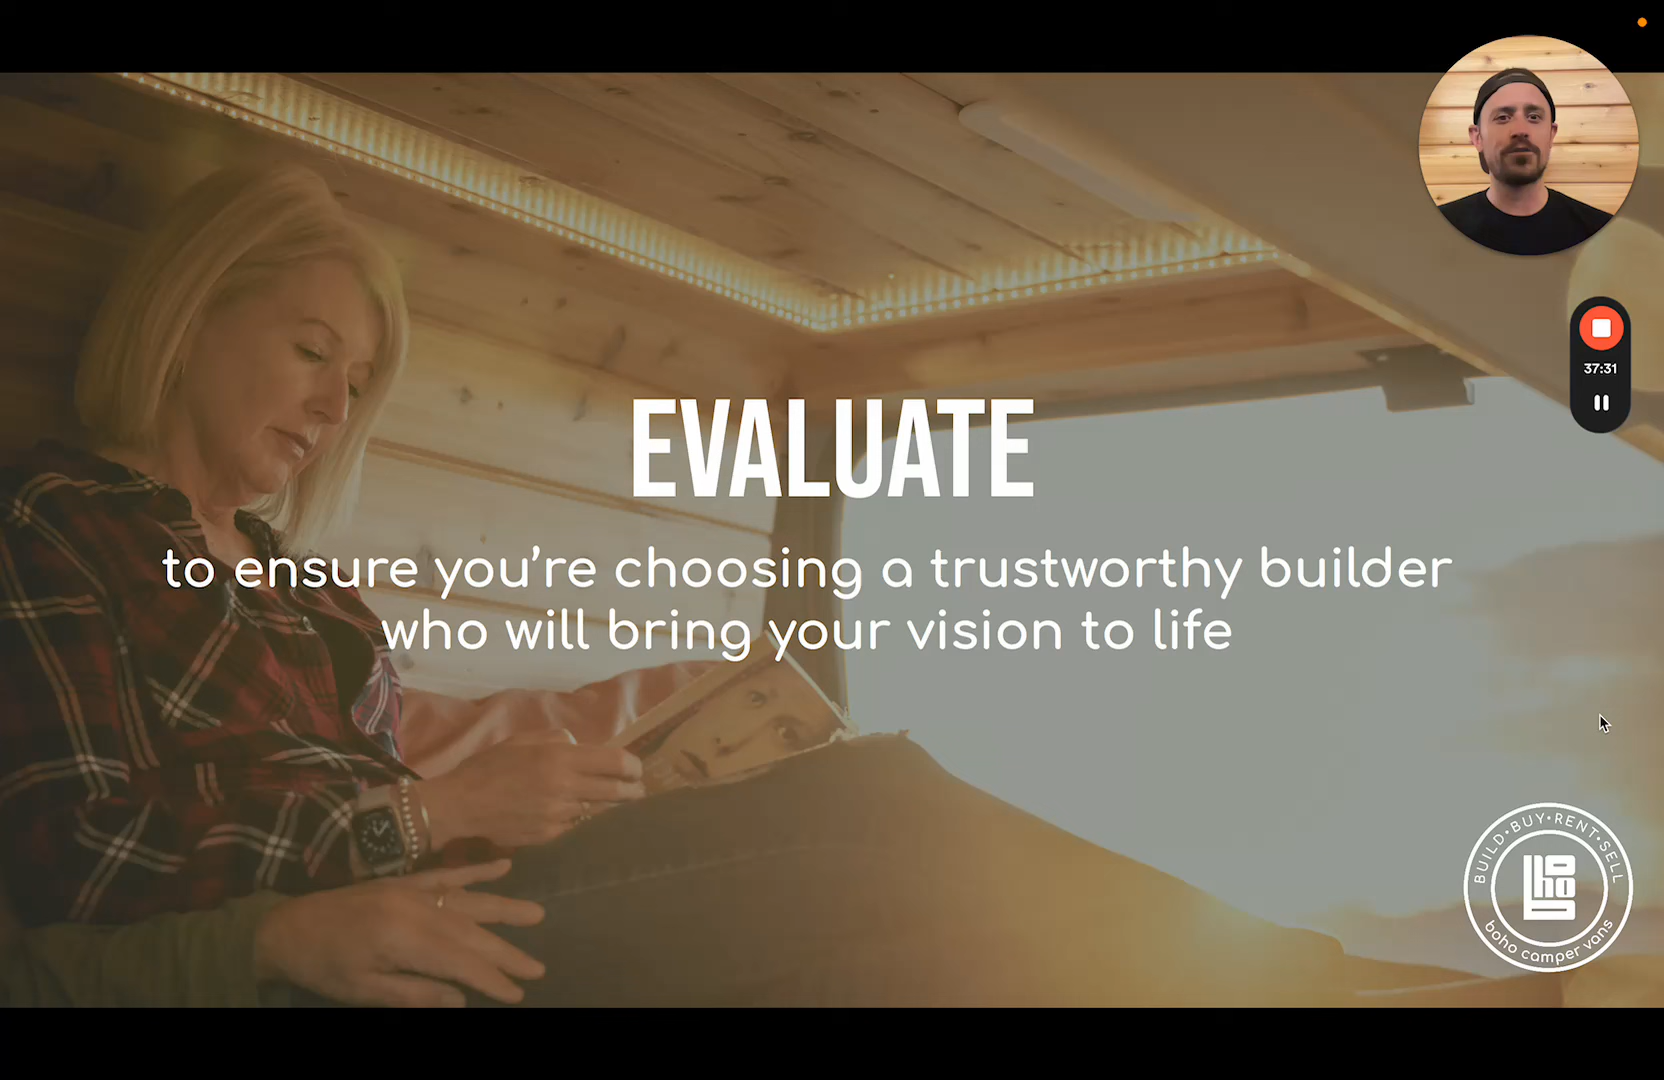 37:31
EVALUATE
to ensure you’re choosing a trustworthy builder
who will bring your vision to life
BUILD•BUY•RENT•SELL
boho
boho camper vans